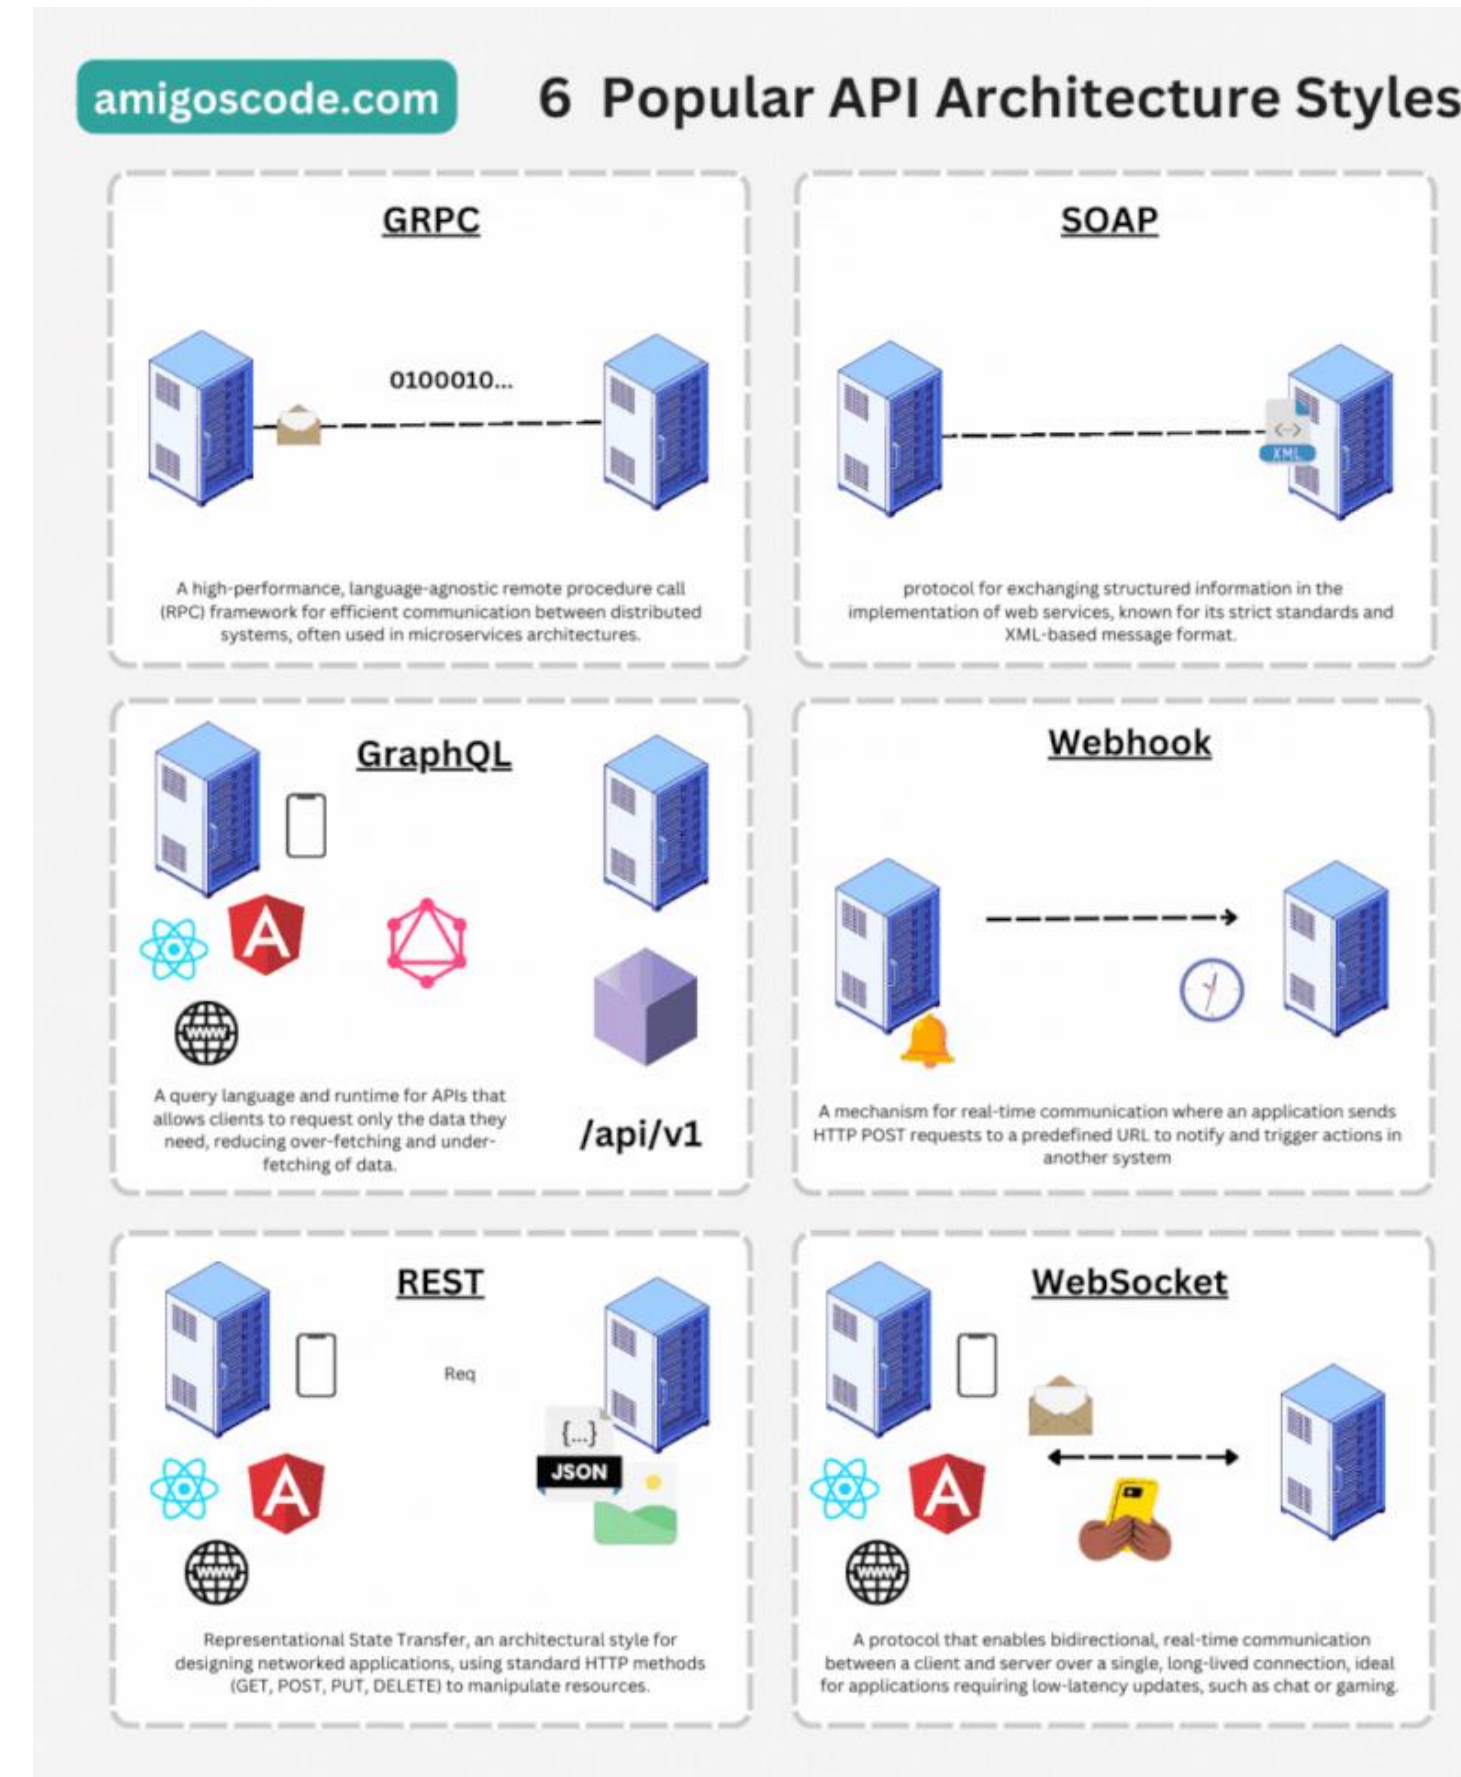 amigoscode.com
6 Popular API Architecture Styles
GRPC
0100010...
A high-performance, language-agnostic remote procedure call
(RPC) framework for efficient communication between distributed
systems, often used in microservices architectures.
SOAP
XML
protocol for exchanging structured information in the
implementation of web services, known for its strict standards and
XML-based message format.
GraphQL
WWW
A query language and runtime for APIs that
allows clients to request only the data they
need, reducing over-fetching and under-
fetching of data.
/api/v1
Webhook
A mechanism for real-time communication where an application sends
HTTP POST requests to a predefined URL to notify and trigger actions in
another system
REST
Req
{...}
JSON
WWW
Representational State Transfer, an architectural style for
designing networked applications, using standard HTTP methods
(GET, POST, PUT, DELETE) to manipulate resources.
WebSocket
WWW
A protocol that enables bidirectional, real-time communication
between a client and server over a single, long-lived connection, ideal
for applications requiring low-latency updates, such as chat or gaming.